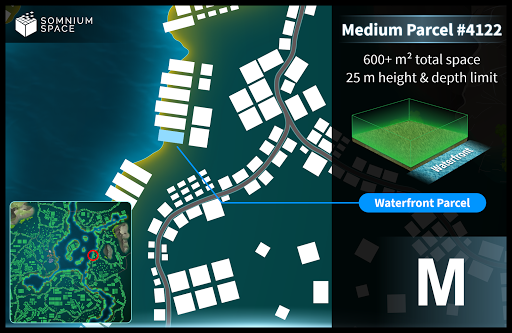 SOMNIUM
SPACE
Medium Parcel #4122
600+ m² total space
25 m height & depth limit
Waterfront
Waterfront Parcel
M